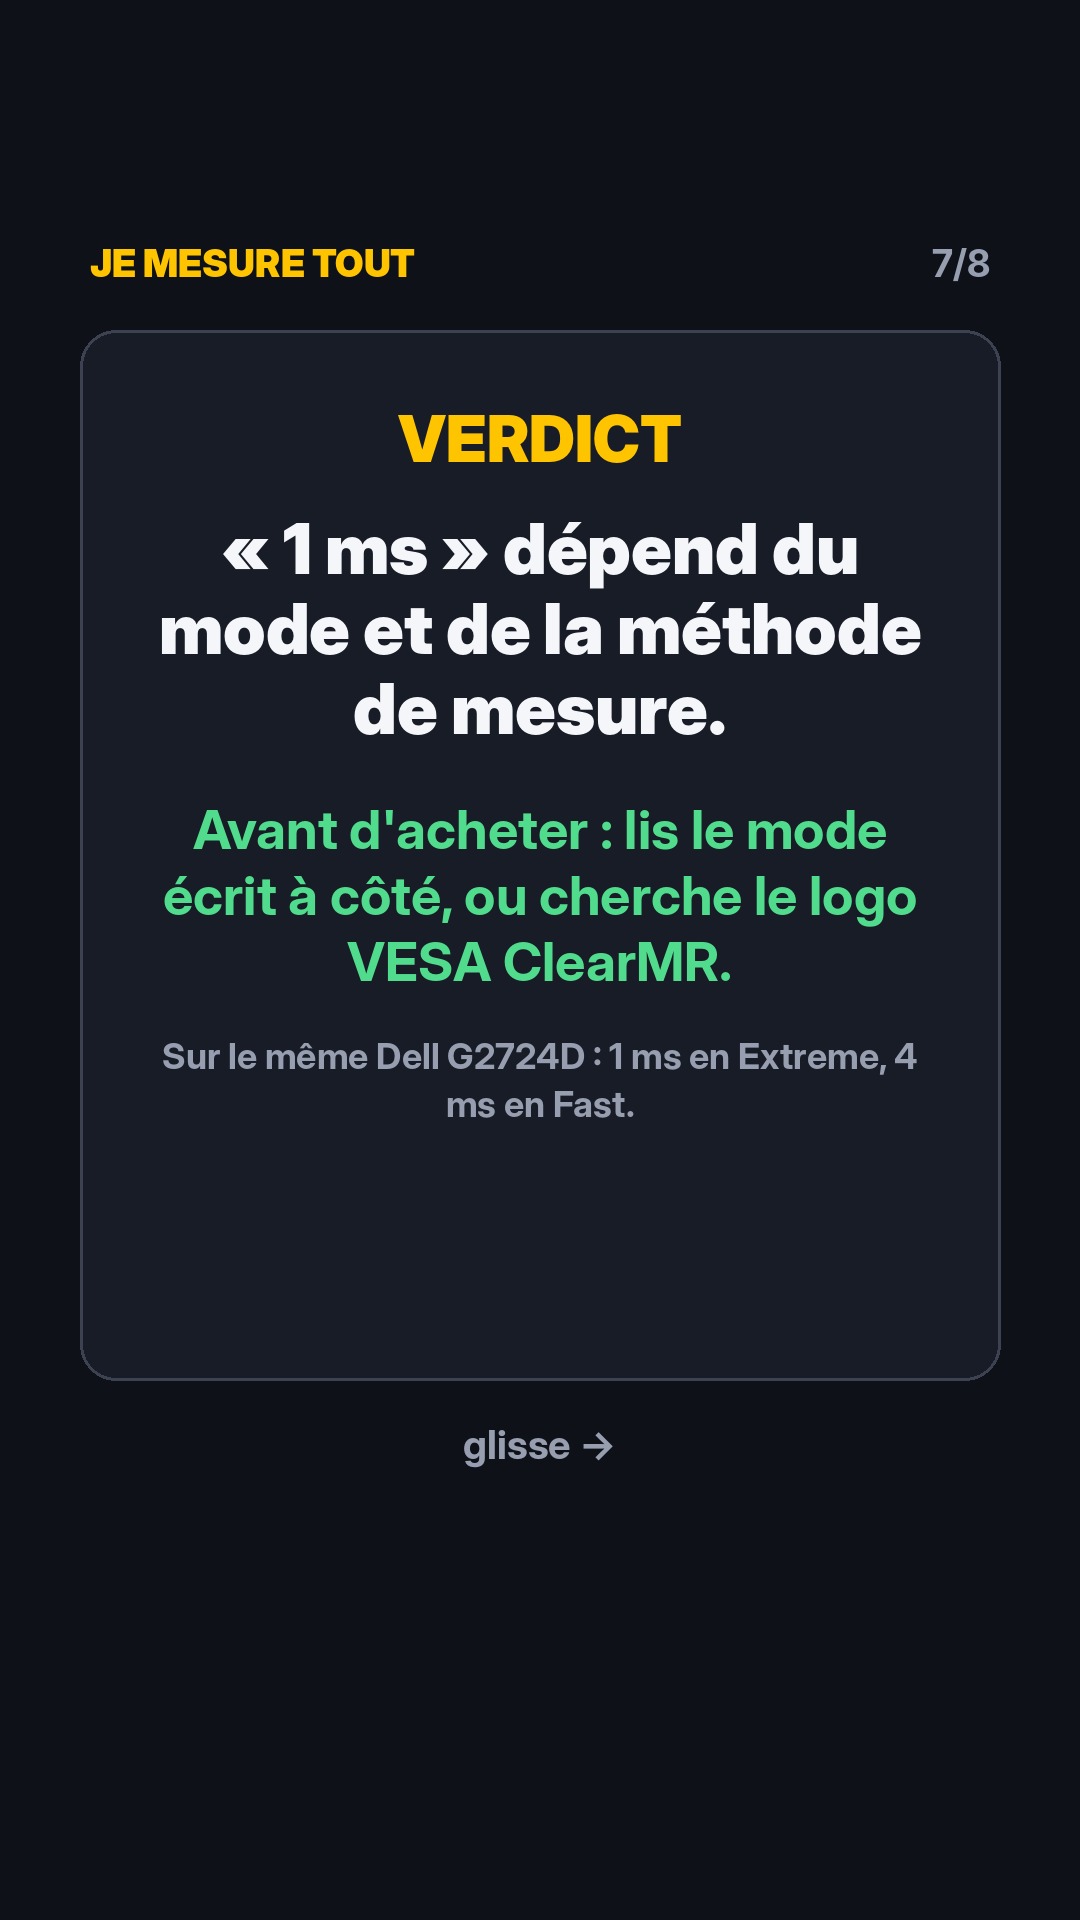 JE MESURE TOUT
7/8
VERDICT
« 1 ms » dépend du
mode et de la méthode
de mesure.
Avant d'acheter : lis le mode
écrit à côté, ou cherche le logo
VESA ClearMR.
Sur le même Dell G2724D : 1 ms en Extreme, 4
ms en Fast.
glisse →